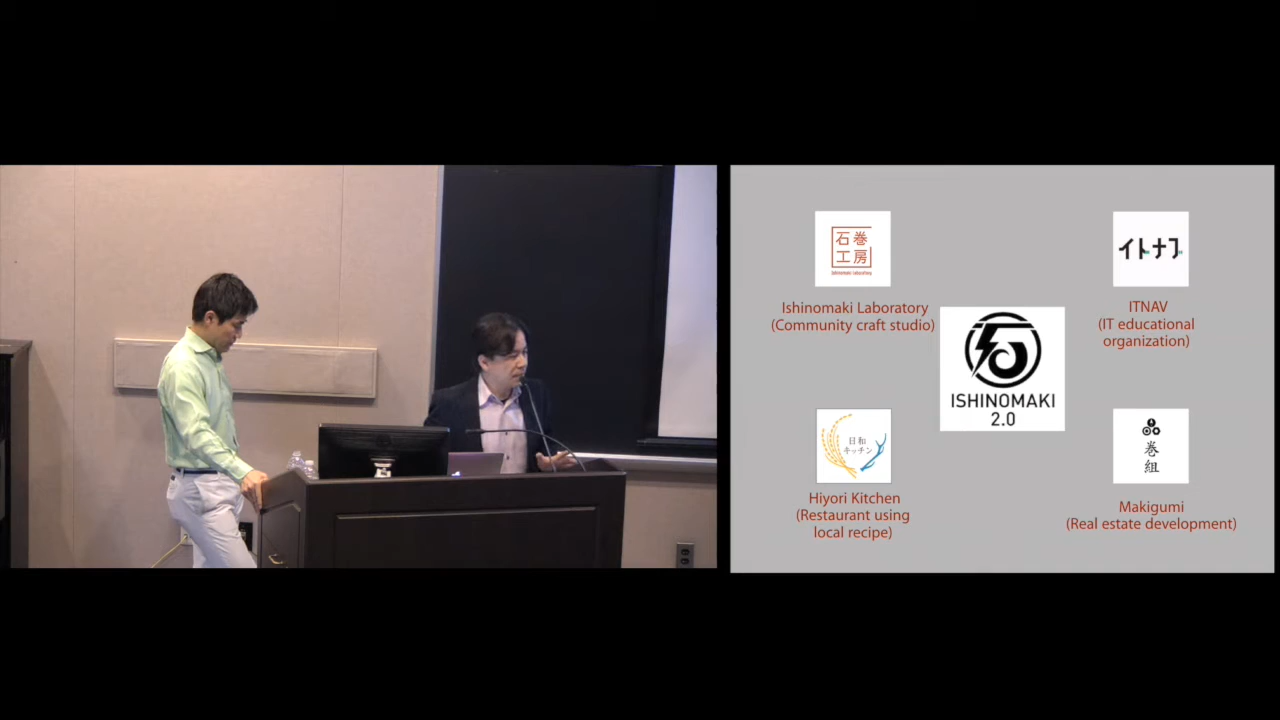 石巻
工房
Ishinomaki Laboratory
Ishinomaki Laboratory
(Community craft studio)
イトナブ
ITNAV
(IT educational
organization)
ISHINOMAKI
2.0
日和
キッチン
Hiyori Kitchen
(Restaurant using
local recipe)
巻
組
Makigumi
(Real estate development)